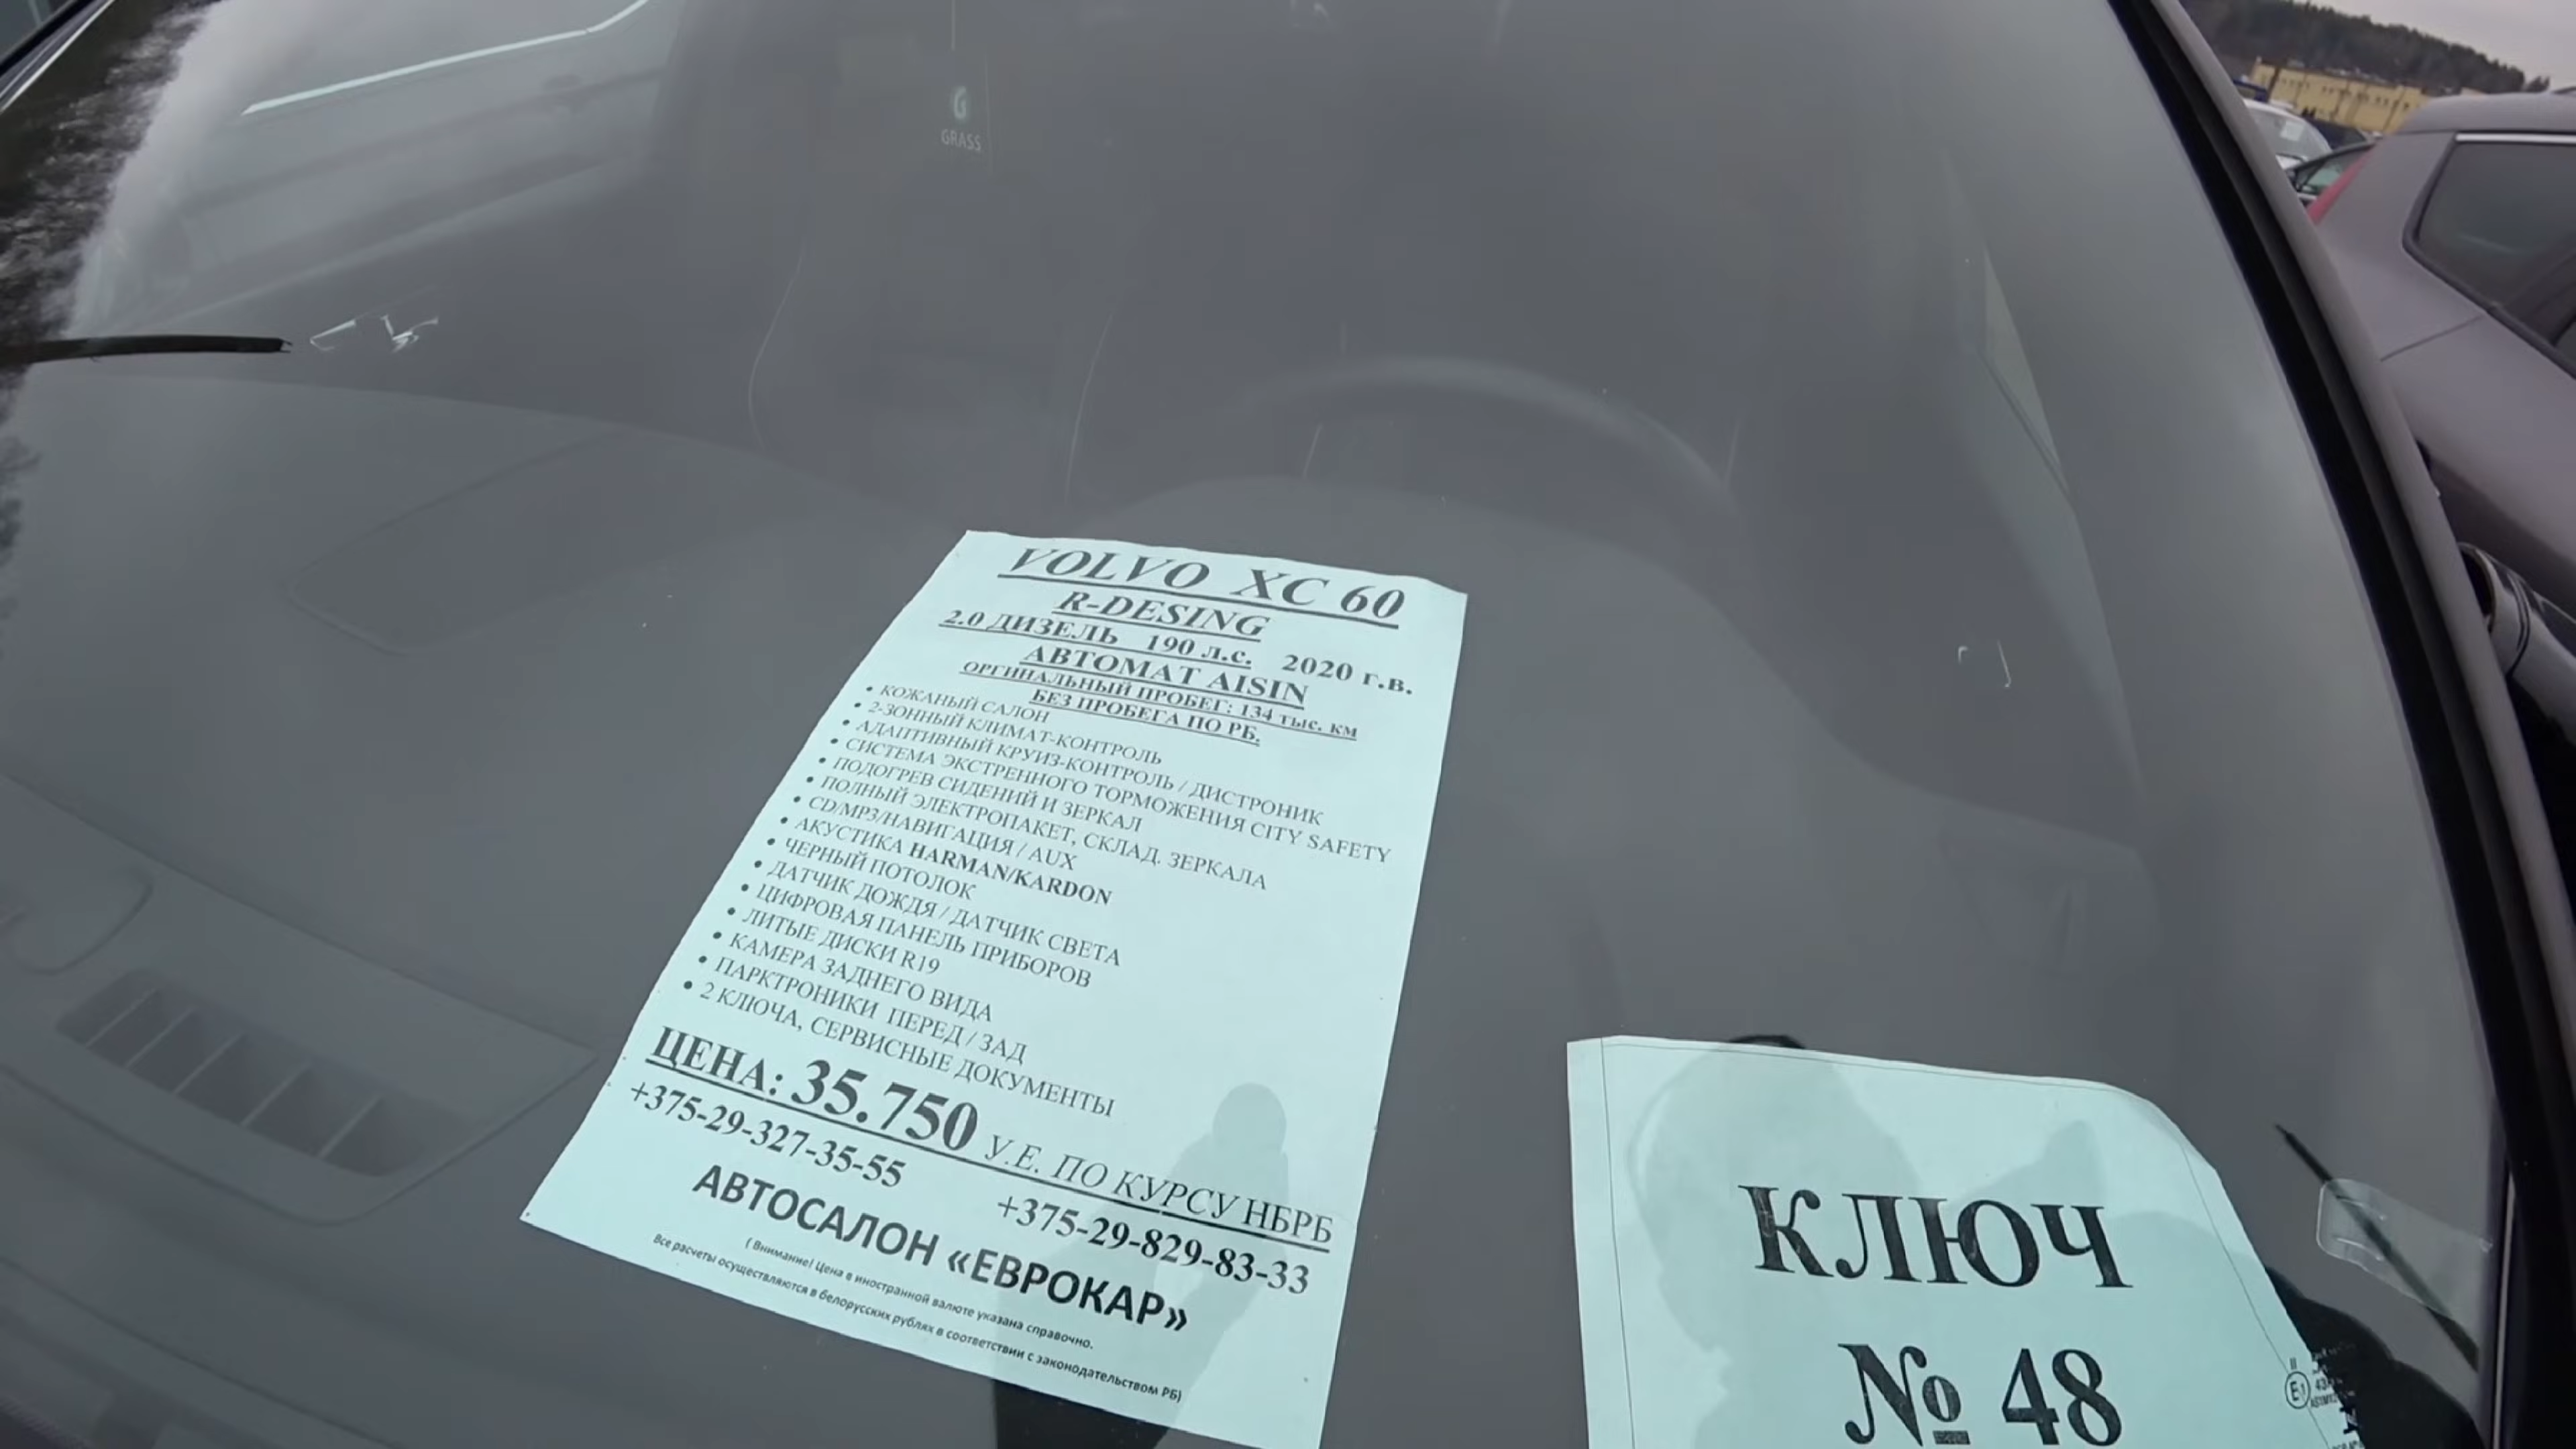 GRASS
VOLVO XC 60
R-DESING
2.0 ДИЗЕЛЬ 190 л.с. 2020 г.в.
АВТОМАТ AISIN
ОРГИНАЛЬНЫЙ ПРОБЕГ: 134 тыс. км
БЕЗ ПРОБЕГА ПО РБ.
• КОЖАНЫЙ САЛОН
• 2-ЗОННЫЙ КЛИМАТ-КОНТРОЛЬ
• АДАПТИВНЫЙ КРУИЗ-КОНТРОЛЬ / ДИСТРОНИК
• СИСТЕМА ЭКСТРЕННОГО ТОРМОЖЕНИЯ CITY SAFETY
• ПОДОГРЕВ СИДЕНИЙ И ЗЕРКАЛ
• ПОЛНЫЙ ЭЛЕКТРОПАКЕТ, СКЛАД. ЗЕРКАЛА
• CD/MP3/НАВИГАЦИЯ / AUX
• АКУСТИКА HARMAN/KARDON
• ЧЕРНЫЙ ПОТОЛОК
• ДАТЧИК ДОЖДЯ / ДАТЧИК СВЕТА
• ЦИФРОВАЯ ПАНЕЛЬ ПРИБОРОВ
• ЛИТЫЕ ДИСКИ R19
• КАМЕРА ЗАДНЕГО ВИДА
• ПАРКТРОНИКИ ПЕРЕД / ЗАД
• 2 КЛЮЧА, СЕРВИСНЫЕ ДОКУМЕНТЫ
ЦЕНА: 35.750 У.Е. ПО КУРСУ НБРБ
+375-29-327-35-55 +375-29-829-83-33
АВТОСАЛОН «ЕВРОКАР»
( Внимание! Цена в иностранной валюте указана справочно.
Все расчеты осуществляются в белорусских рублях в соответствии с законодательством РБ)
КЛЮЧ
№ 48